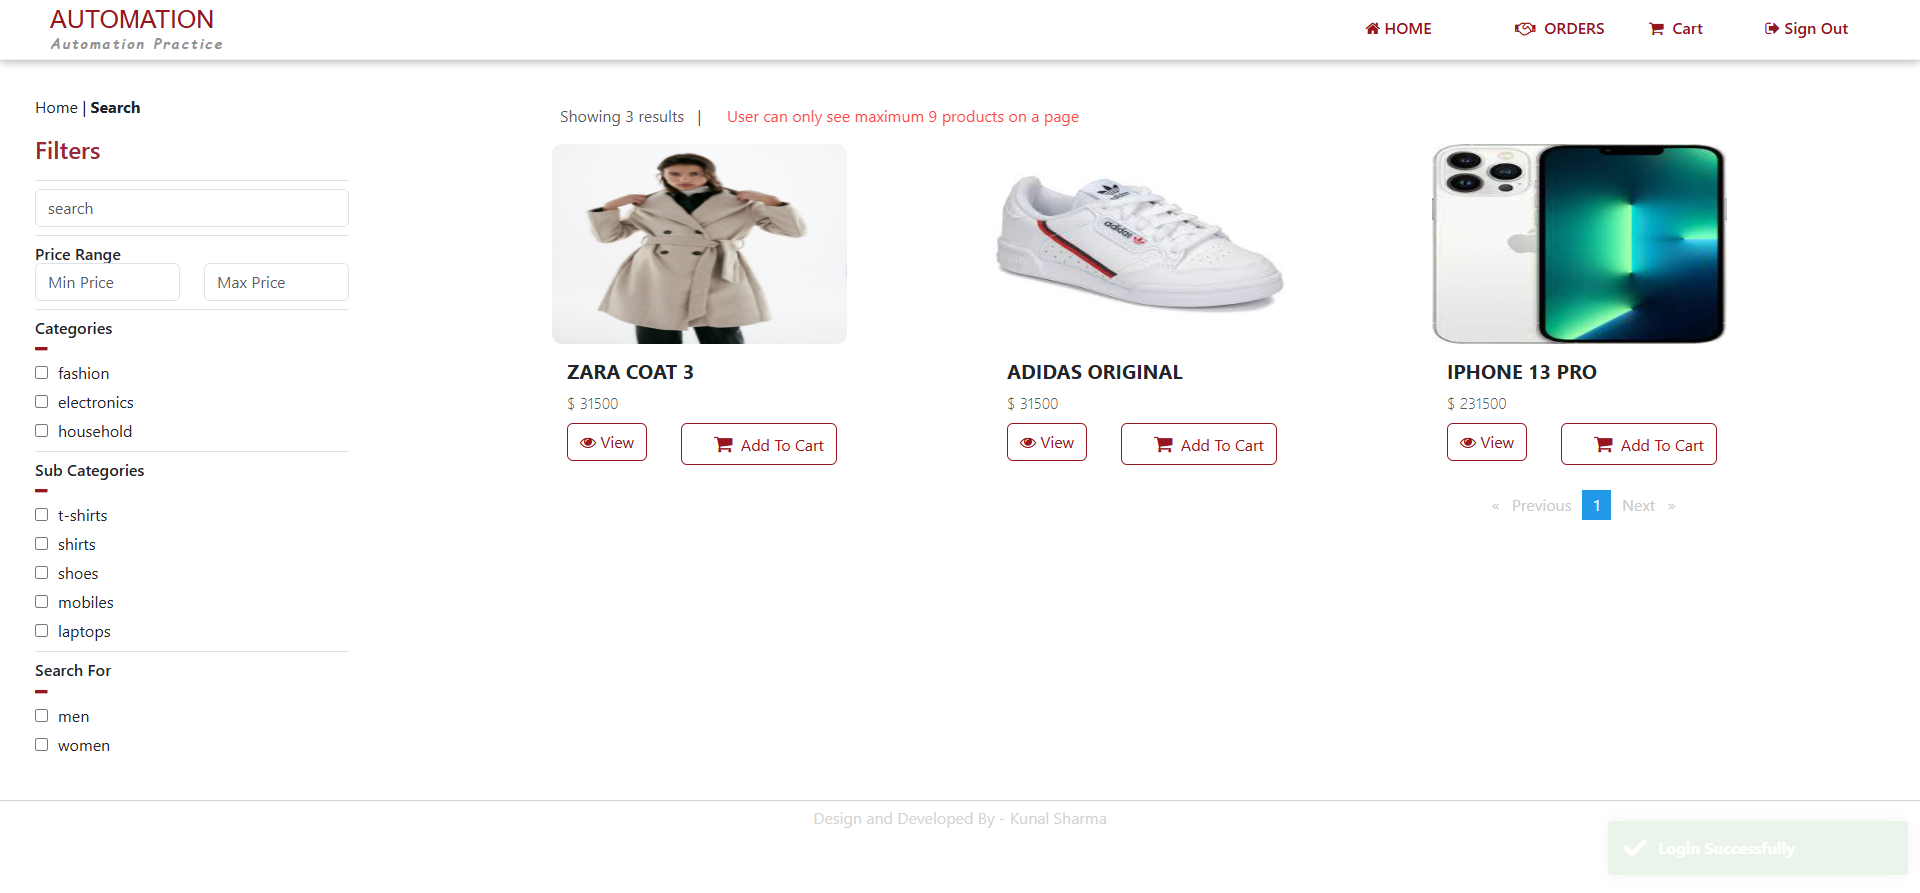 AUTOMATION
Automation Practice
HOME
ORDERS
Cart
Sign Out
Home | Search
Filters
search
Price Range
Min Price
Max Price
Categories
fashion
electronics
household
Sub Categories
t-shirts
shirts
shoes
mobiles
laptops
Search For
men
women
Showing 3 results |
User can only see maximum 9 products on a page
ZARA COAT 3
$ 31500
View
Add To Cart
adidas
adidas
ADIDAS ORIGINAL
$ 31500
View
Add To Cart
IPHONE 13 PRO
$ 231500
View
Add To Cart
« Previous 1 Next »
Design and Developed By - Kunal Sharma
Login Successfully